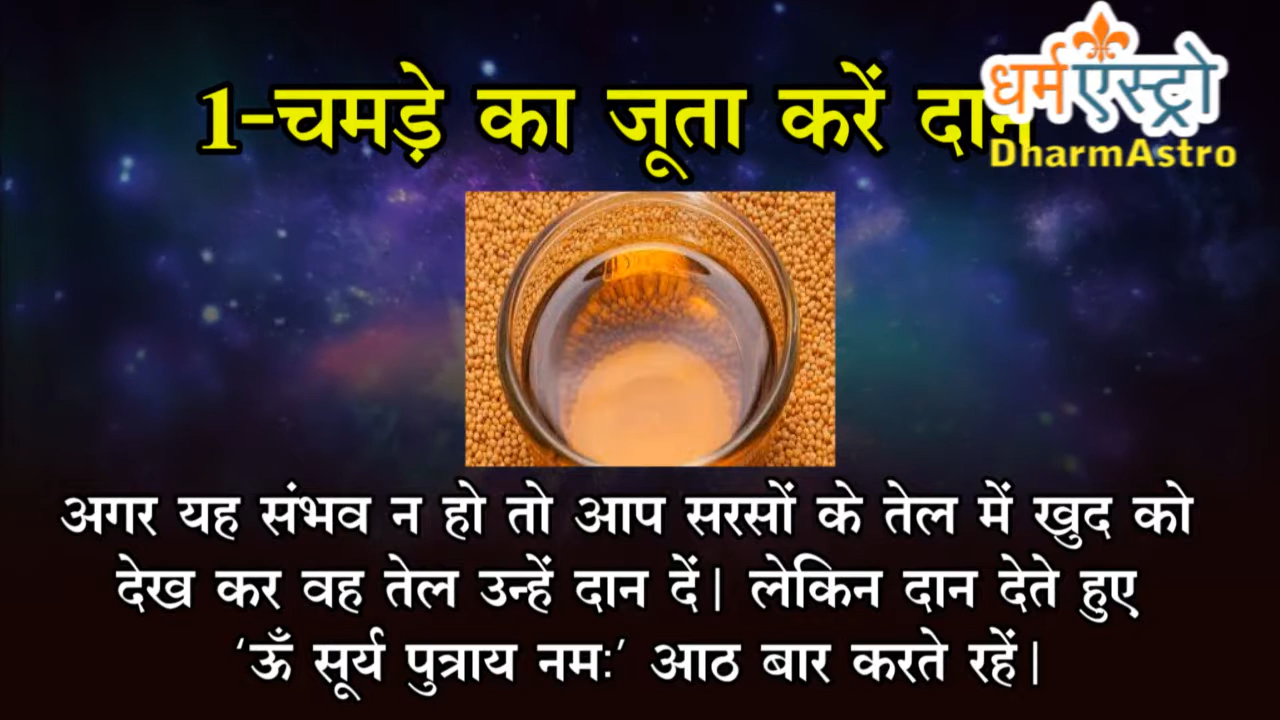 1-चमड़े का जूता करें दान
धर्म एस्ट्रो
DharmAstro
अगर यह संभव न हो तो आप सरसों के तेल में खुद को
देख कर वह तेल उन्हें दान दें।  लेकिन दान देते हुए
‘ऊँ सूर्य पुत्राय नमः’ आठ बार करते रहें।